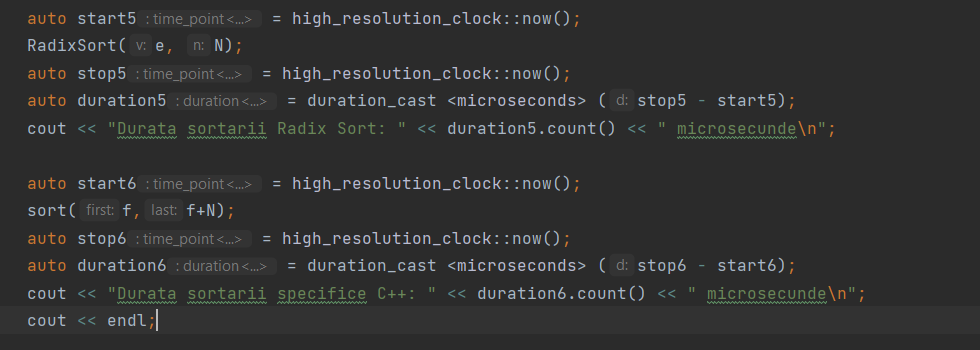 auto start5 : time_point<...> = high_resolution_clock::now();
RadixSort( v: e, n: N);
auto stop5 : time_point<...> = high_resolution_clock::now();
auto duration5 : duration<...> = duration_cast <microseconds> ( d: stop5 - start5);
cout << "Durata sortarii Radix Sort: " << duration5.count() << " microsecunde\n";
auto start6 : time_point<...> = high_resolution_clock::now();
sort( first: f, last: f+N);
auto stop6 : time_point<...> = high_resolution_clock::now();
auto duration6 : duration<...> = duration_cast <microseconds> ( d: stop6 - start6);
cout << "Durata sortarii specifice C++: " << duration6.count() << " microsecunde\n";
cout << endl;